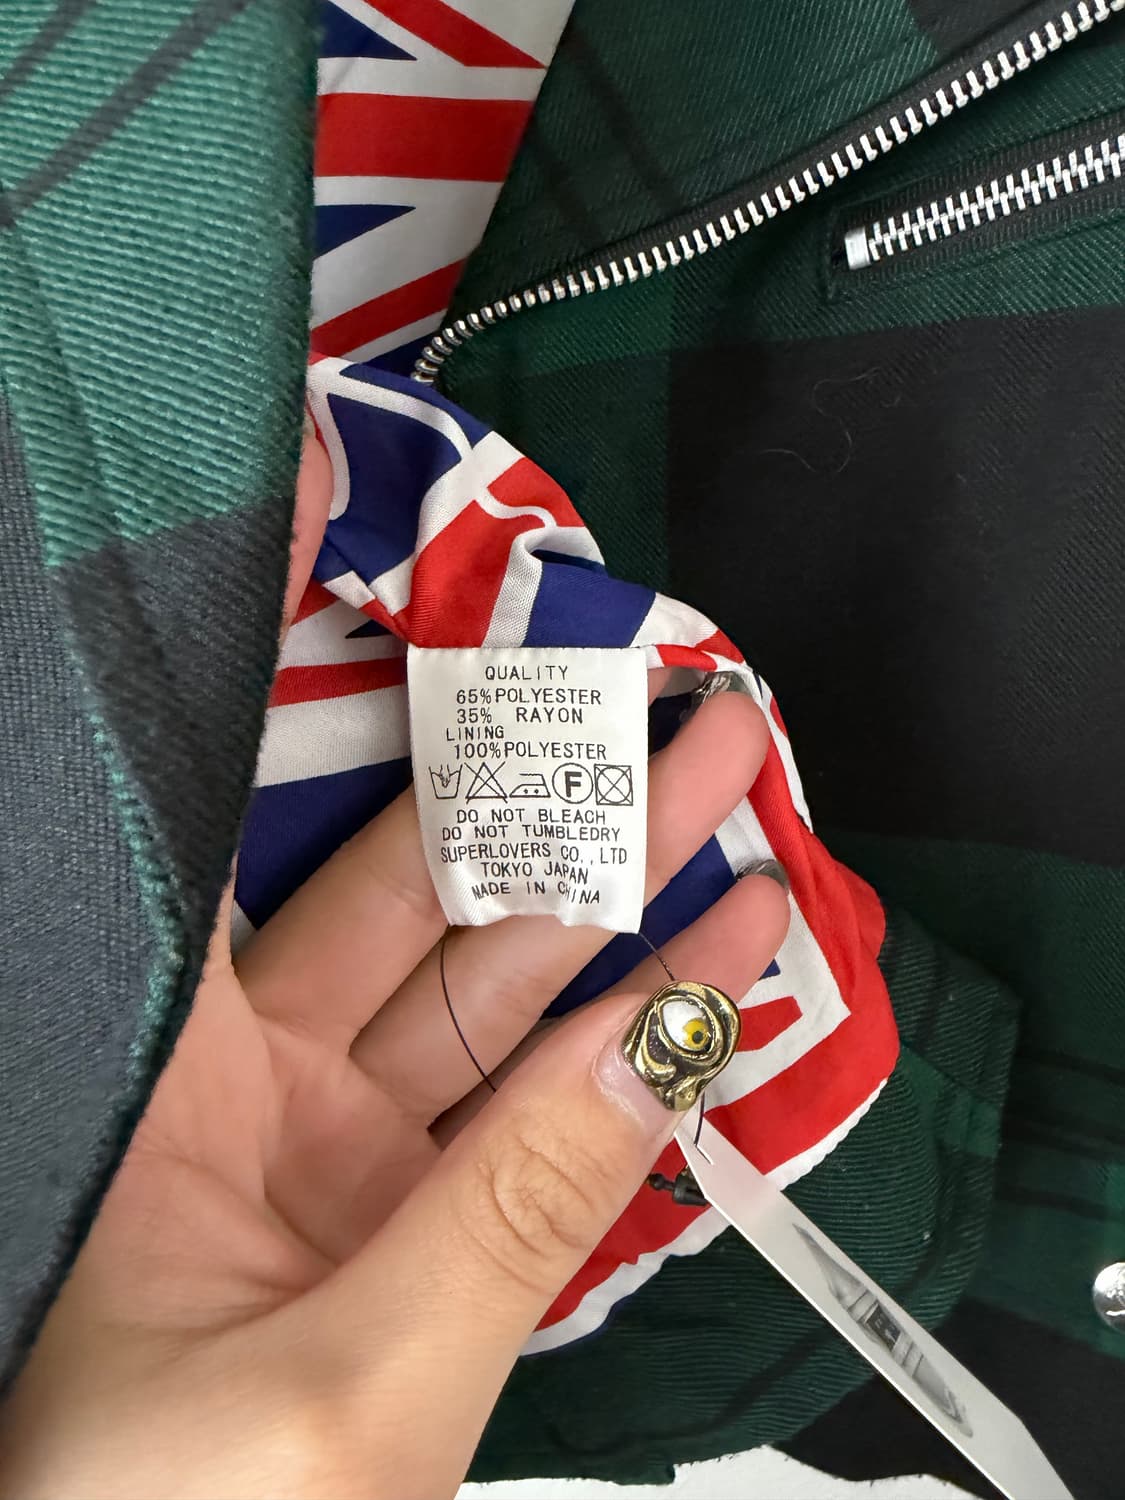 QUALITY
65%POLYESTER
35% RAYON
LINING
100%POLYESTER
F
DO NOT BLEACH
DO NOT TUMBLEDRY
SUPERLOVERS CO.,LTD
TOKYO JAPAN
MADE IN CHINA